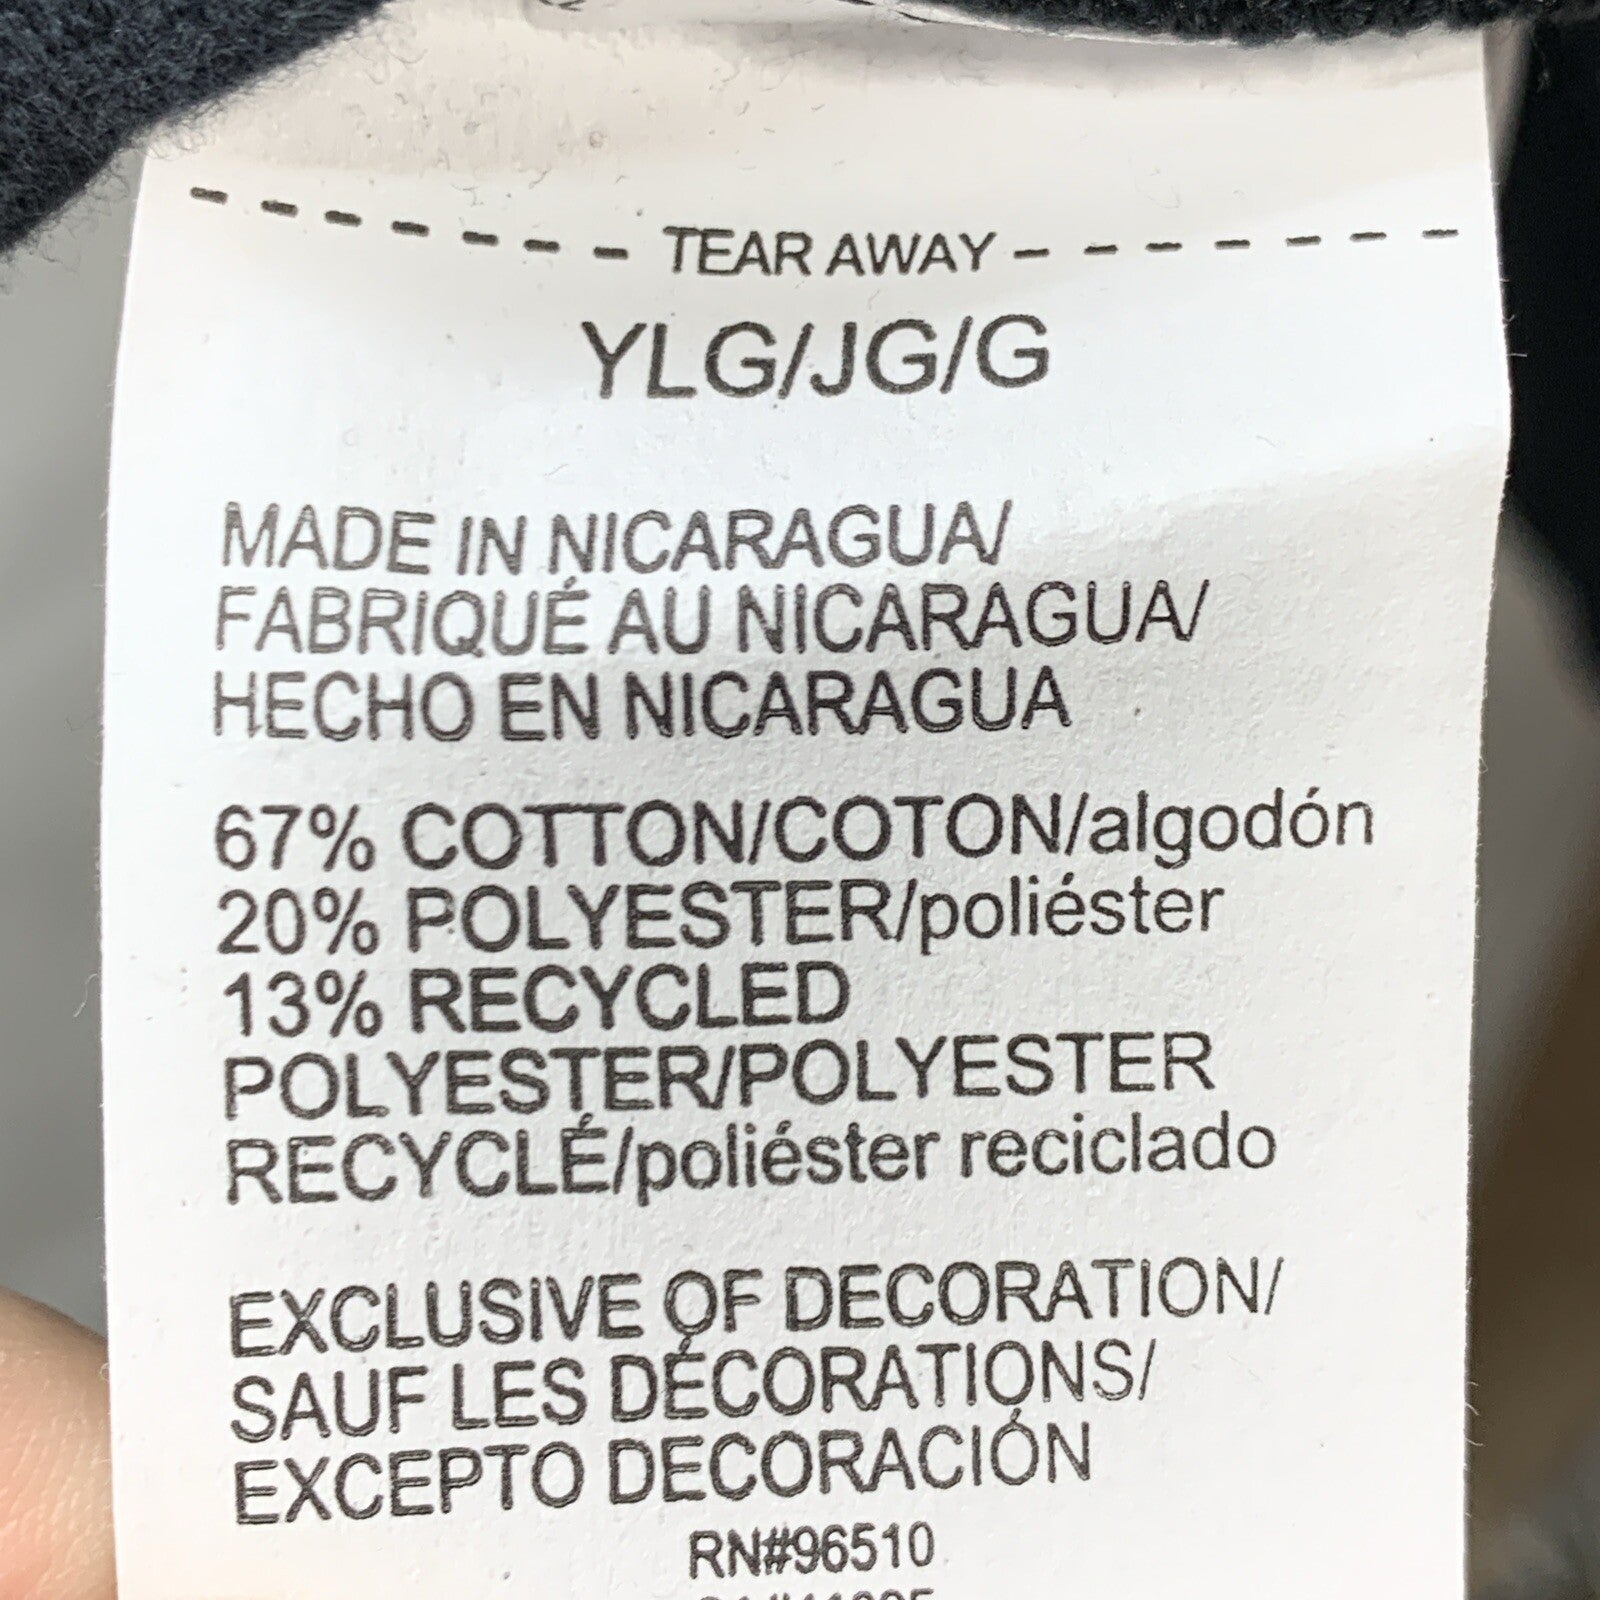 TEAR AWAY
YLG/JG/G
MADE IN NICARAGUA/
FABRIQUÉ AU NICARAGUA/
HECHO EN NICARAGUA
67% COTTON/COTON/algodón
20% POLYESTER/poliéster
13% RECYCLED
POLYESTER/POLYESTER
RECYCLÉ/poliéster reciclado
EXCLUSIVE OF DECORATION/
SAUF LES DÉCORATIONS/
EXCEPTO DECORACIÓN
RN#96510